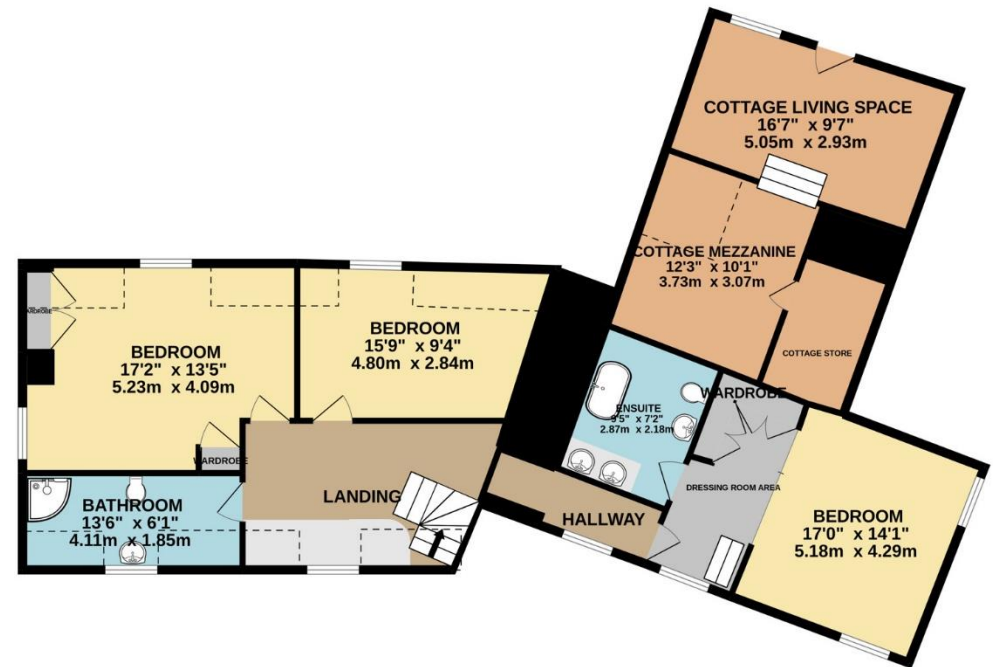 COTTAGE LIVING SPACE
16'7" x 9'7"
5.05m x 2.93m
COTTAGE MEZZANINE
12'3" x 10'1"
3.73m x 3.07m
COTTAGE STORE
WARDROBE
BEDROOM
17'2" x 13'5"
5.23m x 4.09m
BEDROOM
15'9" x 9'4"
4.80m x 2.84m
ENSUITE
9'5" x 7'2"
2.87m x 2.18m
WARDROBE
DRESSING ROOM AREA
WARDROBE
BATHROOM
13'6" x 6'1"
4.11m x 1.85m
LANDING
HALLWAY
BEDROOM
17'0" x 14'1"
5.18m x 4.29m